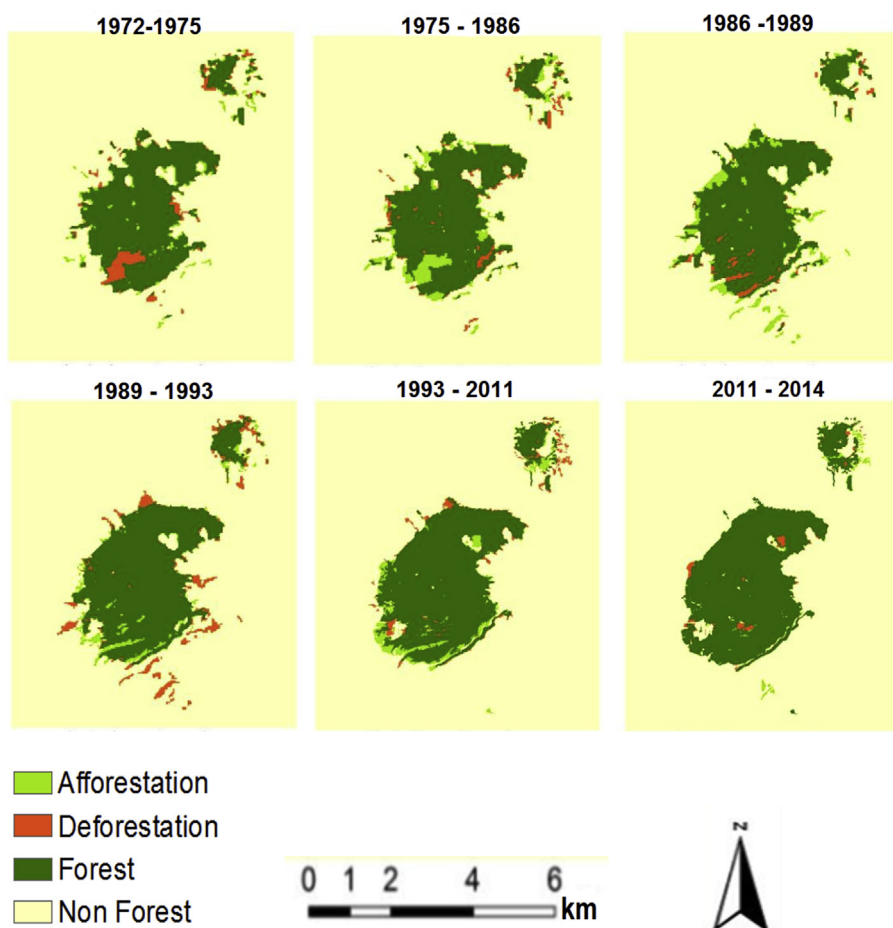 1972-1975 1975 - 1986 1986 -1989
1989 - 1993 1993 - 2011 2011 - 2014
Afforestation
Deforestation
Forest
Non Forest
0 1 2 4 6
km
N